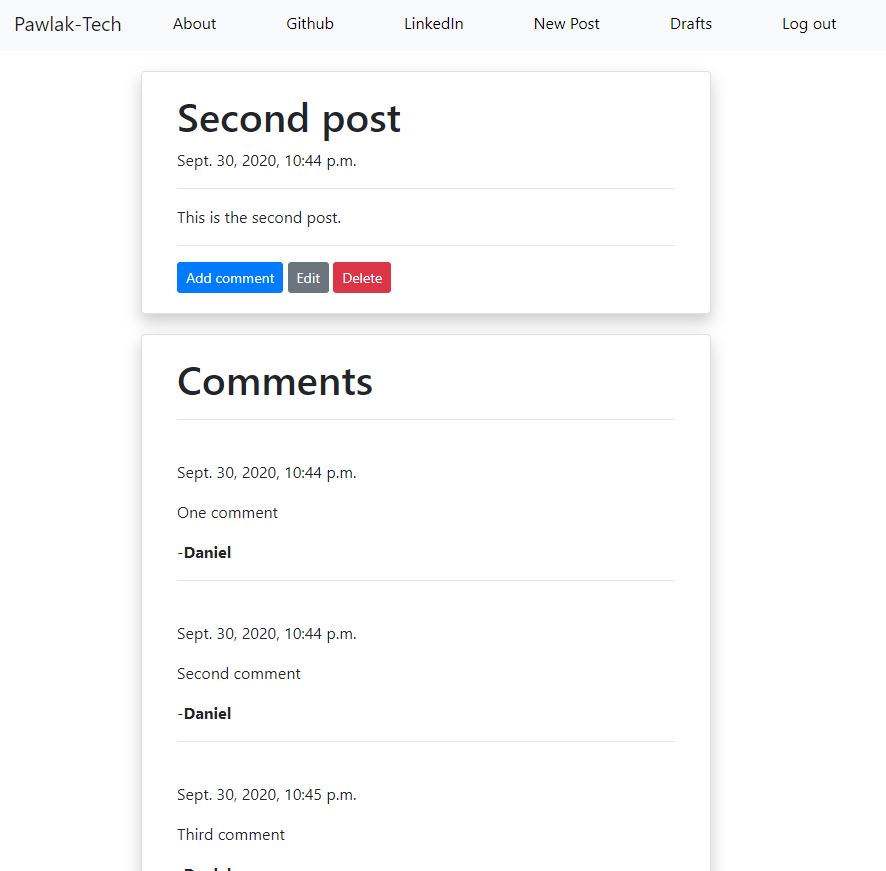 Pawlak-Tech About Github LinkedIn New Post Drafts Log out
Second post
Sept. 30, 2020, 10:44 p.m.
This is the second post.
Add comment Edit Delete
Comments
Sept. 30, 2020, 10:44 p.m.
One comment
-Daniel
Sept. 30, 2020, 10:44 p.m.
Second comment
-Daniel
Sept. 30, 2020, 10:45 p.m.
Third comment